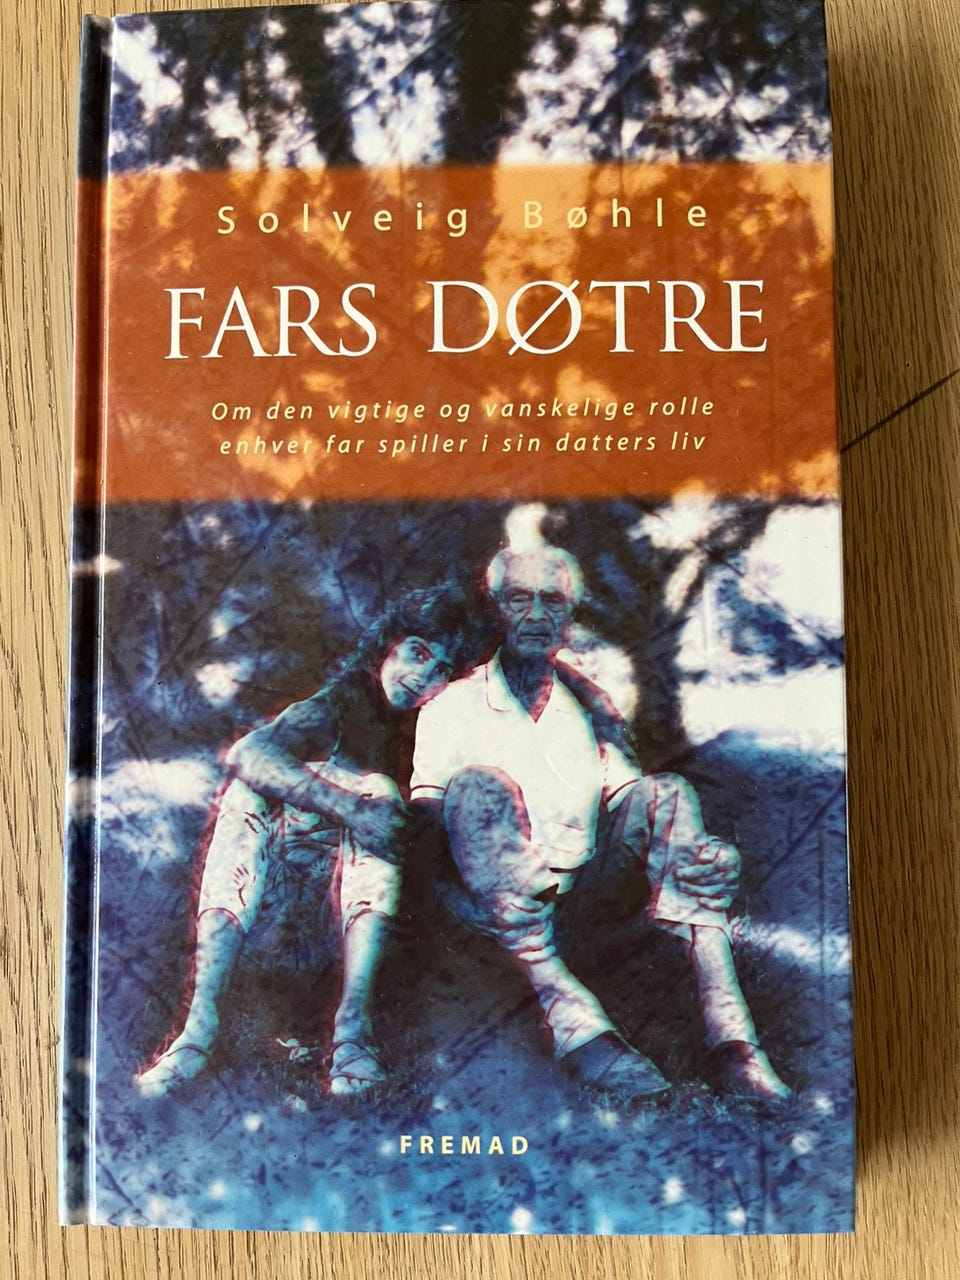 Solveig Bøhle
FARS DØTRE
Om den vigtige og vanskelige rolle
enhver far spiller i sin datters liv
FREMAD